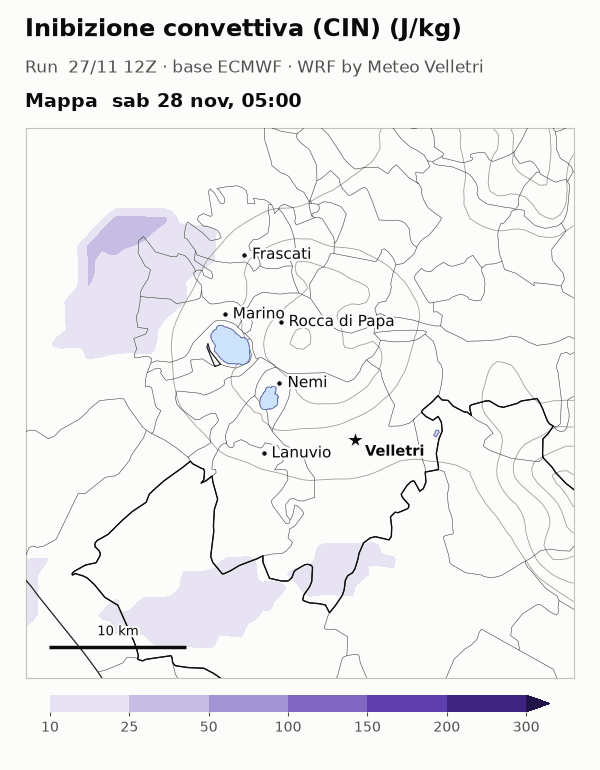 Inibizione convettiva (CIN) (J/kg)
Run  27/11 12Z · base ECMWF · WRF by Meteo Velletri
Mappa  sab 28 nov, 05:00
Frascati
Marino
Rocca di Papa
Nemi
Velletri
Lanuvio
10 km
10 25 50 100 150 200 300